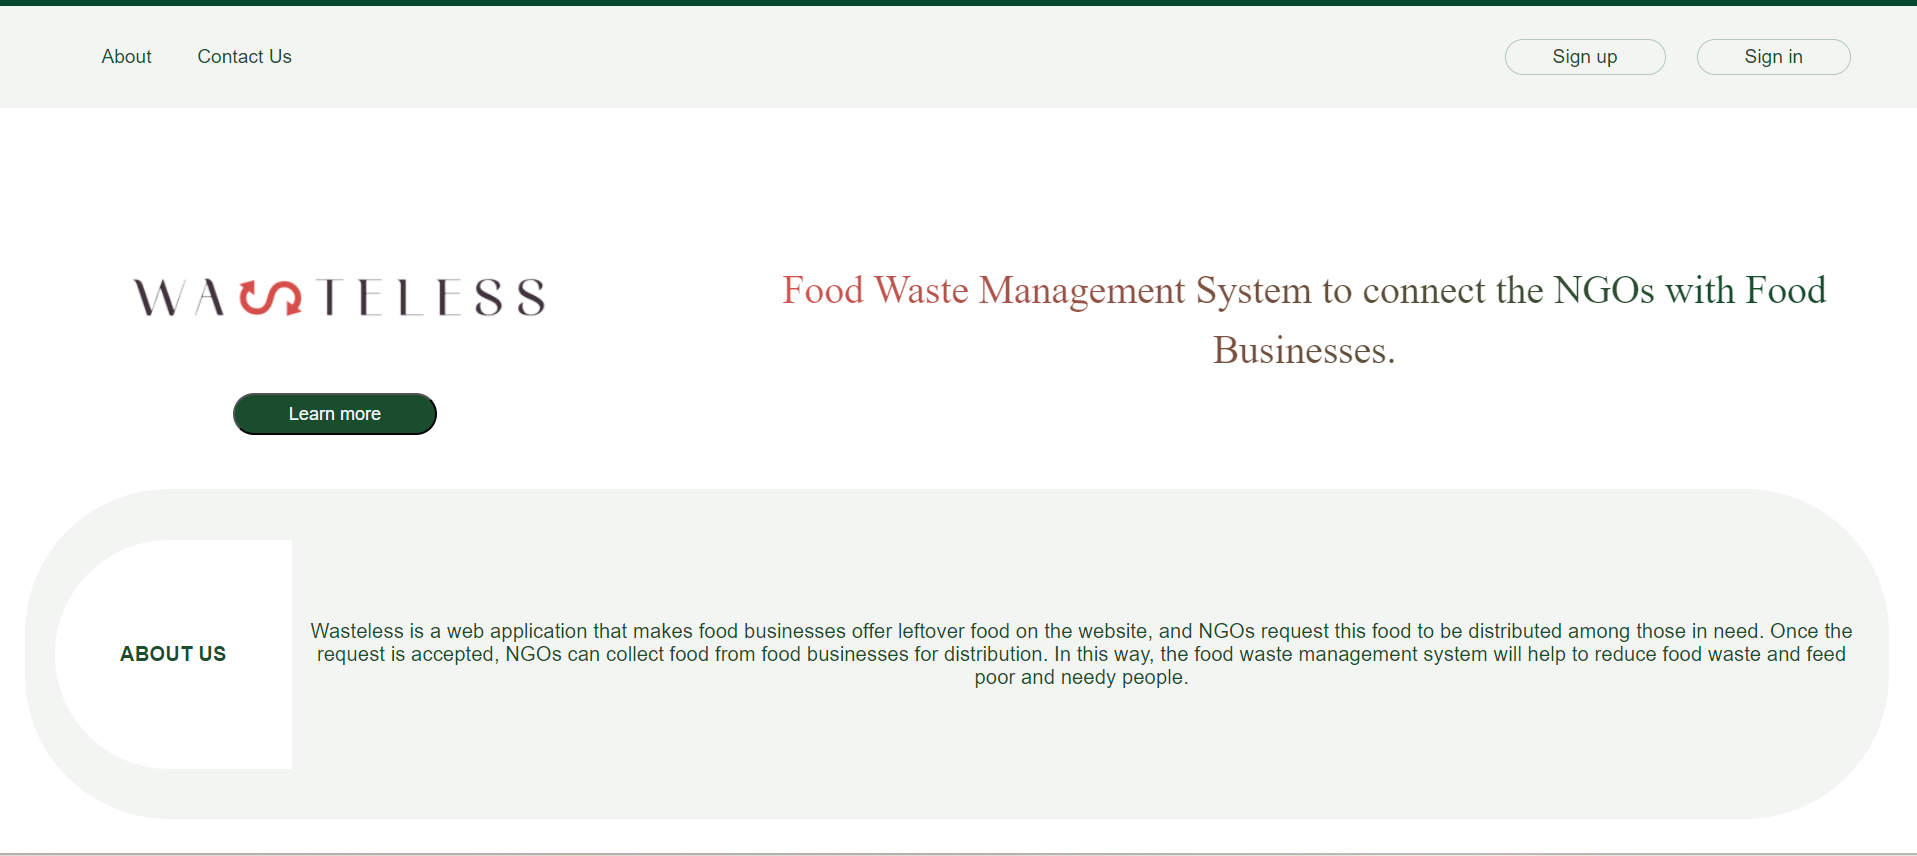 About
Contact Us
Sign up
Sign in
WASTELESS
Food Waste Management System to connect the NGOs with Food
Businesses.
Learn more
ABOUT US
Wasteless is a web application that makes food businesses offer leftover food on the website, and NGOs request this food to be distributed among those in need. Once the
request is accepted, NGOs can collect food from food businesses for distribution. In this way, the food waste management system will help to reduce food waste and feed
poor and needy people.